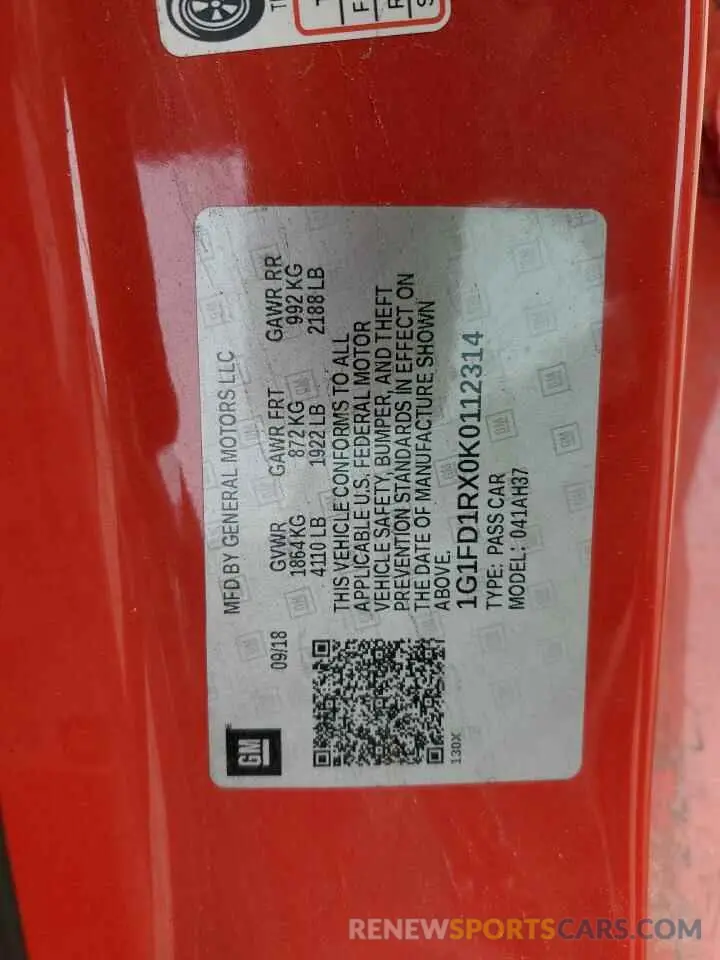 MFD BY GENERAL MOTORS LLC
09/18 GVWR GAWR FRT GAWR RR
1864 KG 872 KG 992 KG
4110 LB 1922 LB 2188 LB
THIS VEHICLE CONFORMS TO ALL
APPLICABLE U.S. FEDERAL MOTOR
VEHICLE SAFETY, BUMPER, AND THEFT
PREVENTION STANDARDS IN EFFECT ON
THE DATE OF MANUFACTURE SHOWN
ABOVE.
1G1FD1RX0K0112314
TYPE: PASS CAR
MODEL: 041AH37
GM
130X
RENEWSPORTSCARS.COM